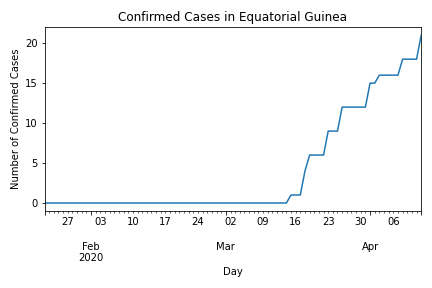 Confirmed Cases in Equatorial Guinea
Number of Confirmed Cases
20
15
10
5
0
27 03 10 17 24 02 09 16 23 30 06
Feb Mar Apr
2020
Day